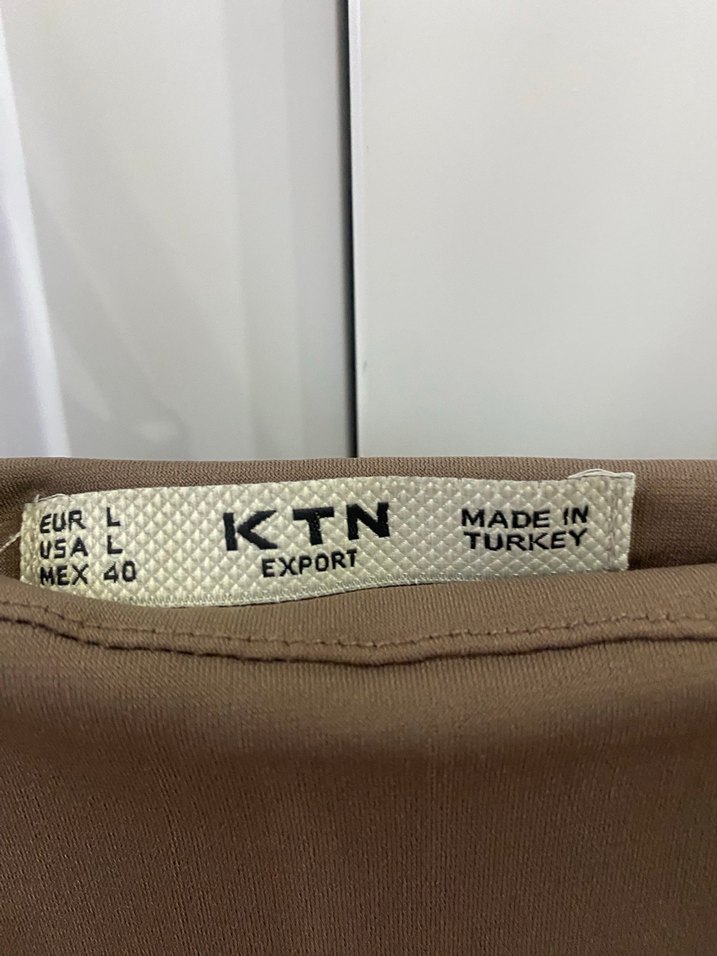 EUR L
USA L
MEX 40
KTN
EXPORT
MADE IN
TURKEY